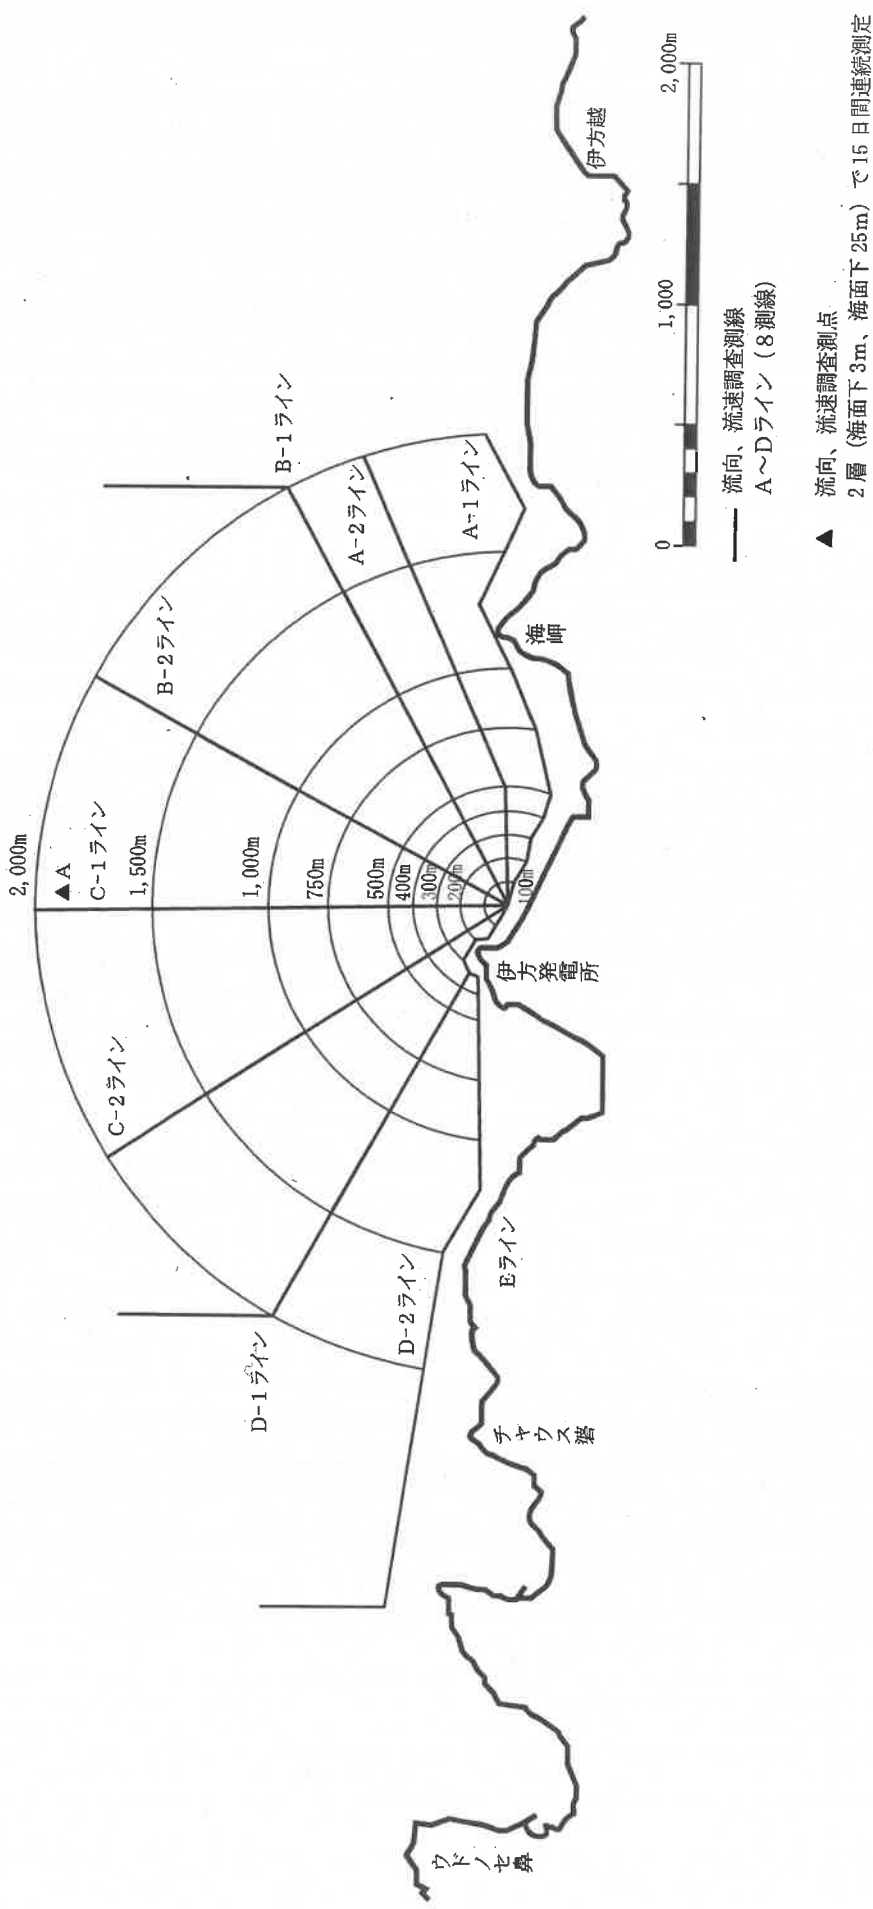 2,000m
▲A
C-1ライン
1,500m
1,000m
750m
500m
400m
300m
200m
100m
B-1ライン
B-2ライン
A-2ライン
A-1ライン
C-2ライン
D-1ライン
D-2ライン
Eライン
ウドノセ鼻
チャウス
伊方発電所
海岬
伊方越
0
1,000
2,000m
流向、流速調査測線
A～Dライン（8測線）
▲ 流向、流速調査測点
2層（海面下3m、海面下25m）で15日間連続測定